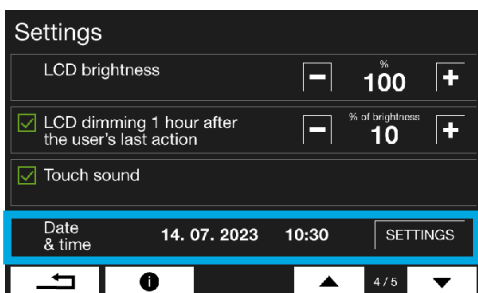 Settings
LCD brightness
%
100
LCD dimming 1 hour after
the user's last action
% of brightness
10
Touch sound
Date
& time
14. 07. 2023 10:30
SETTINGS
4/5